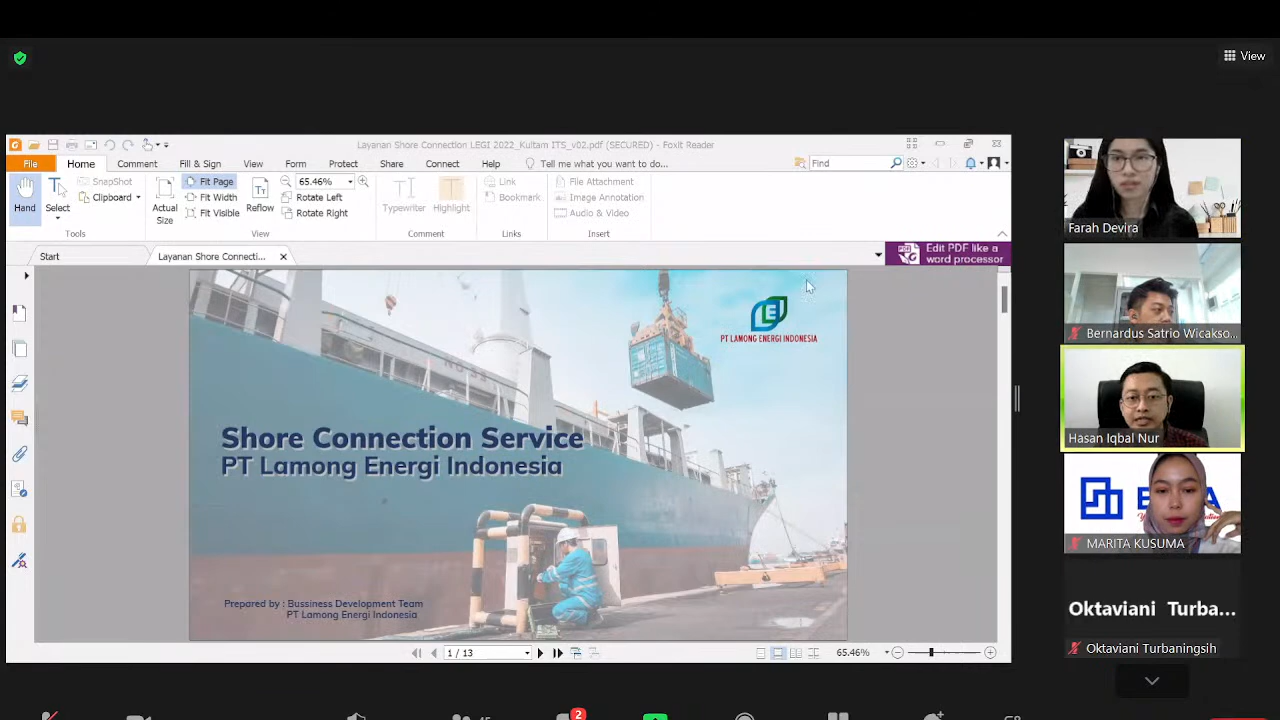 View
Layanan Shore Connection LEGI 2022_Kultam ITS_v02.pdf (SECURED) - Foxit Reader
File Home Comment Fill & Sign View Form Protect Share Connect Help Tell me what you want to do... Find
Hand
Select
SnapShot
Clipboard
Actual
Size
Fit Page
Fit Width
Fit Visible
Reflow
65.46%
Rotate Left
Rotate Right
Typewriter
Highlight
Link
Bookmark
File Attachment
Image Annotation
Audio & Video
Tools View Comment Links Insert
Start
Layanan Shore Connecti...
Edit PDF like a
word processor
PT LAMONG ENERGI INDONESIA
Shore Connection Service
PT Lamong Energi Indonesia
Prepared by : Bussiness Development Team
PT Lamong Energi Indonesia
1 / 13
65.46%
Farah Devira
Bernardus Satrio Wicakso...
Hasan Iqbal Nur
MARITA KUSUMA
Oktaviani Turba...
Oktaviani Turbaningsih
2